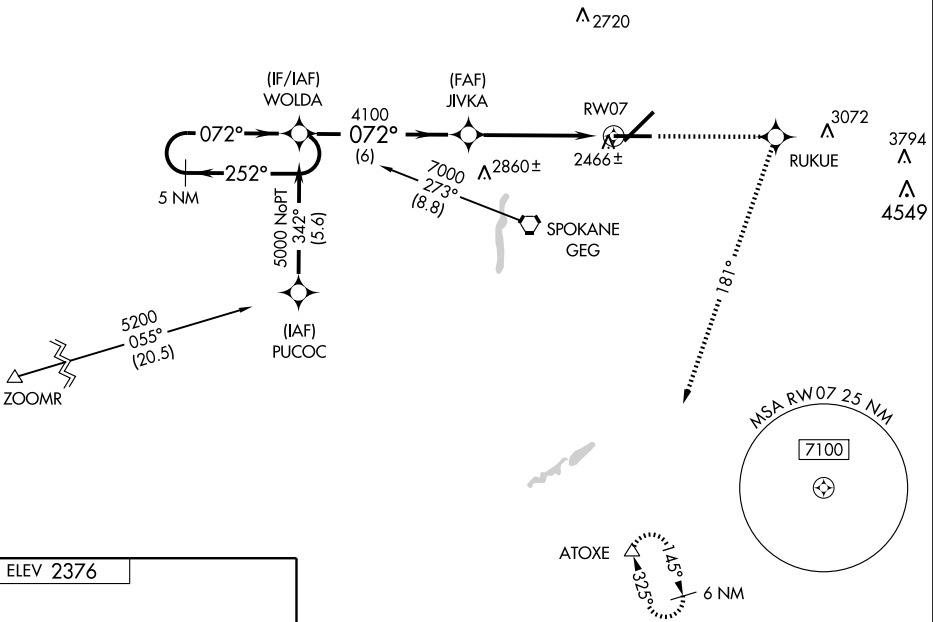 2720
(IF/IAF)
WOLDA
(FAF)
JIVKA
RW07
072°
4100
072°
(6)
2466±
3072
RUKUE
3794
4549
252°
5 NM
7000
273°
(8.8)
2860±
SPOKANE
GEG
5000 NoPT
342°
(5.6)
(IAF)
PUCOC
5200
055°
(20.5)
ZOOMR
181°
MSA RW07 25 NM
7100
ELEV 2376
ATOXE
145°
325°
6 NM